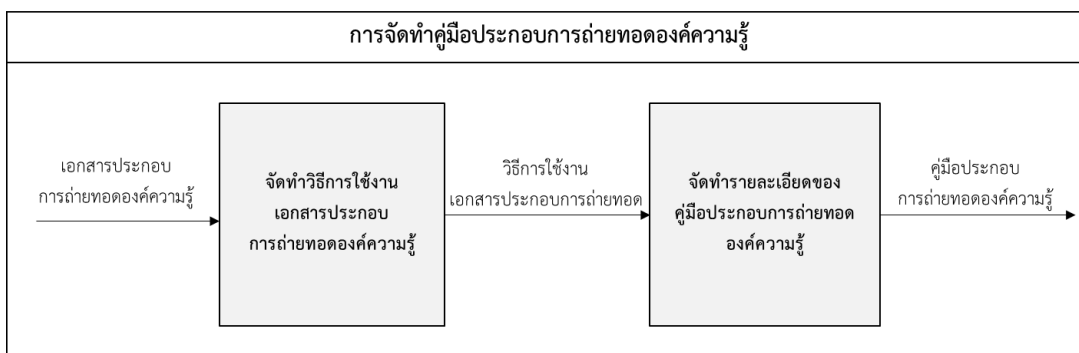 การจัดทำคู่มือประกอบการถ่ายทอดองค์ความรู้
เอกสารประกอบ
การถ่ายทอดองค์ความรู้
จัดทำวิธีการใช้งาน
เอกสารประกอบ
การถ่ายทอดองค์ความรู้
วิธีการใช้งาน
เอกสารประกอบการถ่ายทอด
จัดทำรายละเอียดของ
คู่มือประกอบการถ่ายทอด
องค์ความรู้
คู่มือประกอบ
การถ่ายทอดองค์ความรู้